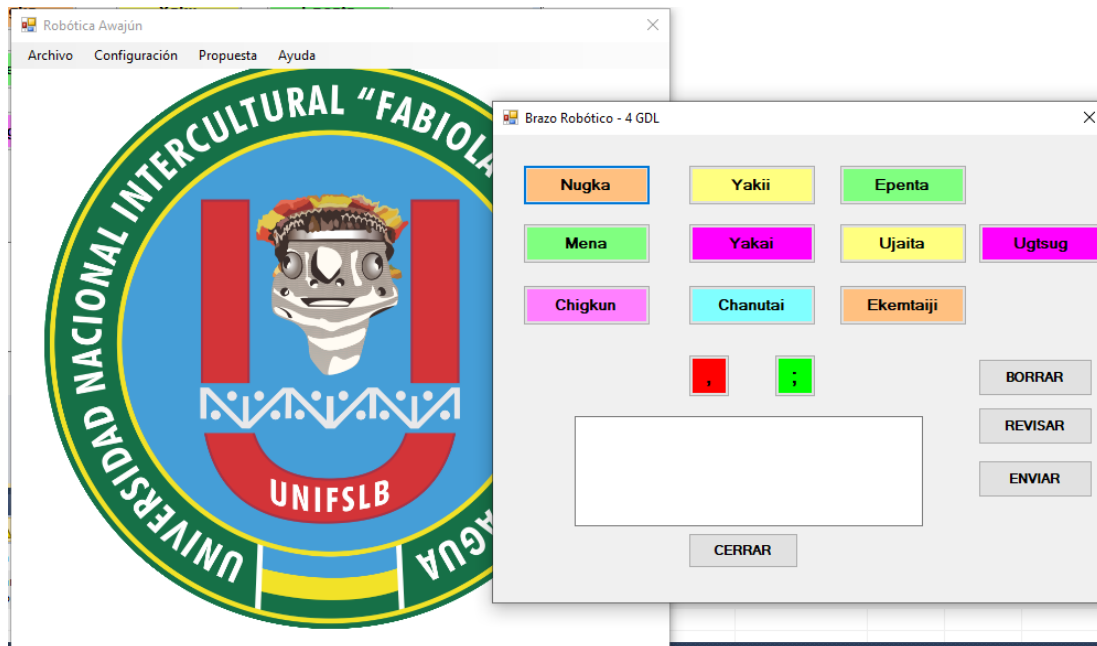 Robótica Awajún
Archivo Configuración Propuesta Ayuda
UNIVERSIDAD NACIONAL INTERCULTURAL "FABIOLA
AGUA
UNIFSLB
Brazo Robótico - 4 GDL
Nugka Yakii Epenta
Mena Yakai Ujaita Ugtsug
Chigkun Chanutai Ekemtaiji
, ;
BORRAR
REVISAR
ENVIAR
CERRAR